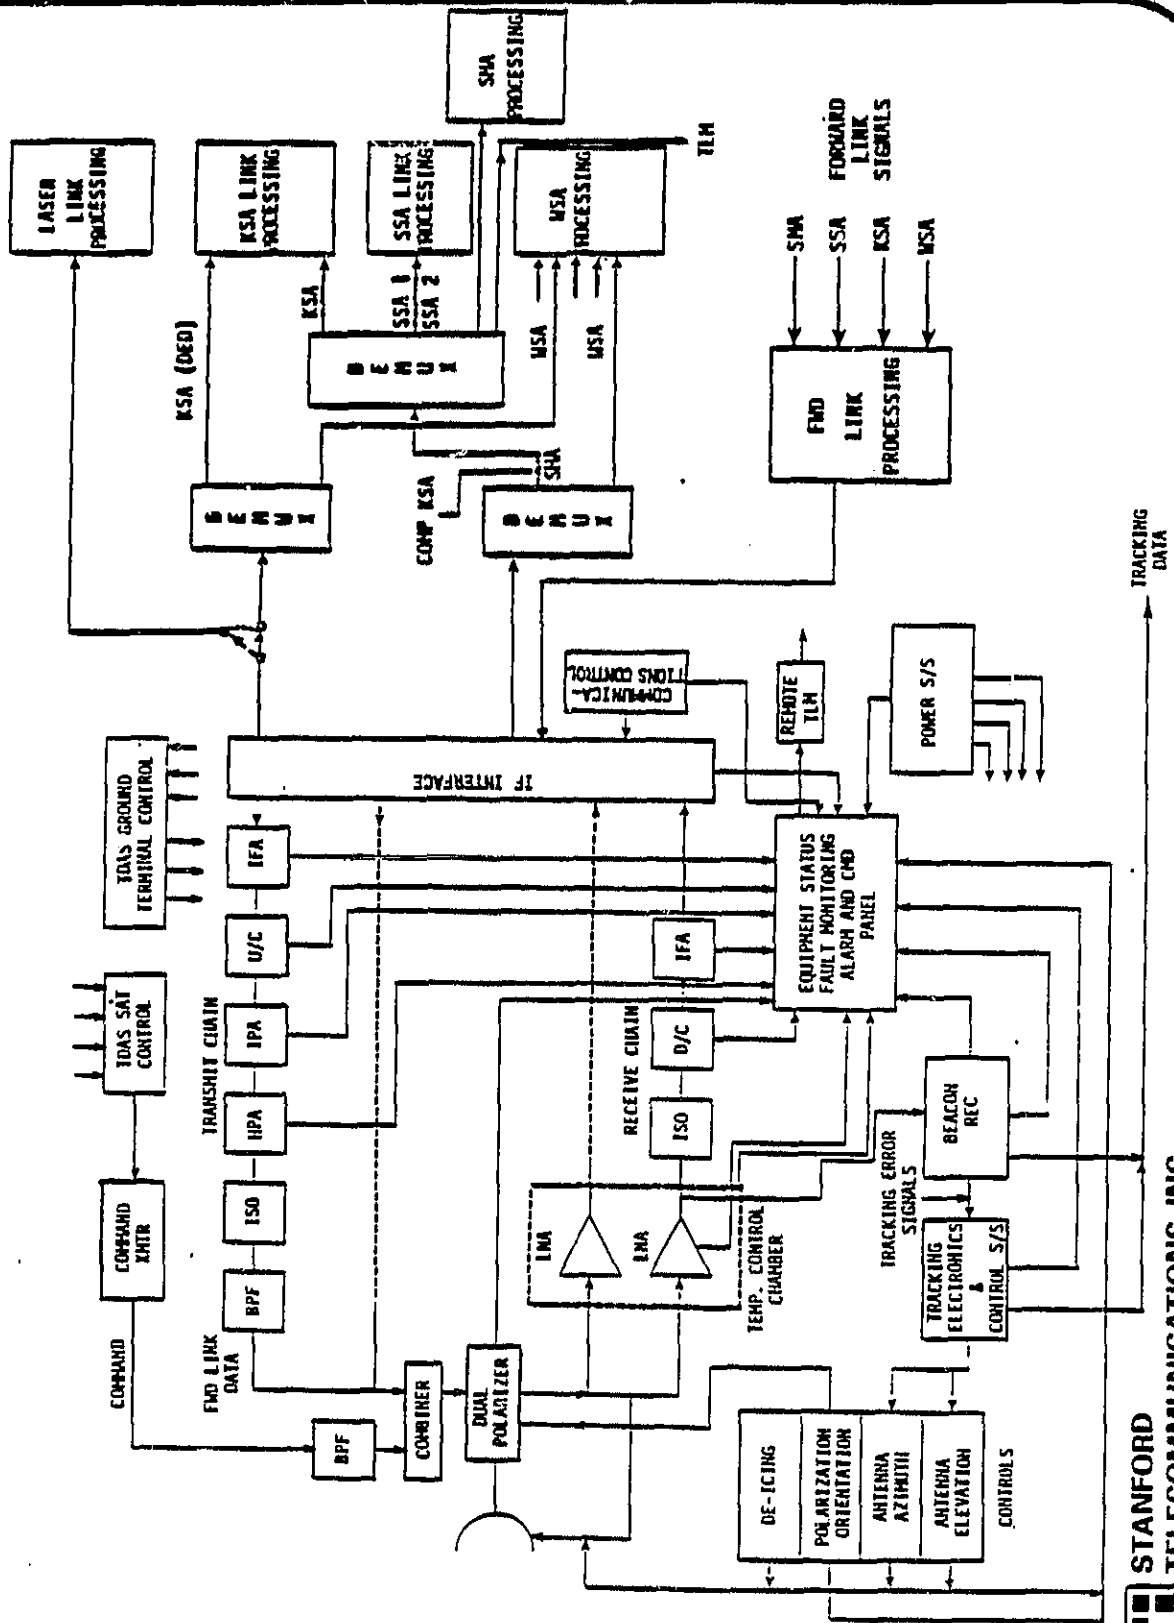 COMMAND
COMMAND
XMTR
TDAS SAT
CONTROL
TDAS GROUND
TERMINAL CONTROL
LASER
LINK
PROCESSING
KSA LINK
PROCESSING
SSA LINK
PROCESSING
SMA
PROCESSING
WSA
PROCESSING
TLM
KSA (DED)
KSA
SSA 1
SSA 2
WSA
WSA
DEMUX
DEMUX
DEMUX
COMP KSA
SMA
FWD LINK
DATA
TRANSMIT CHAIN
BPF
ISO
HPA
IPA
U/C
IFA
IF INTERFACE
BPF
COMBINER
DUAL
POLARIZER
LNA
LNA
TEMP. CONTROL
CHAMBER
RECEIVE CHAIN
ISO
D/C
IFA
COMMUNICA-
TIONS CONTROL
REMOTE
TLM
POWER S/S
FWD
LINK
PROCESSING
SMA
SSA
KSA
WSA
FORWARD
LINK
SIGNALS
EQUIPMENT STATUS
FAULT MONITORING
ALARM AND CMD
PANEL
BEACON
REC
TRACKING ERROR
SIGNALS
TRACKING
ELECTRONICS
&
CONTROL S/S
DE-ICING
POLARIZATION
ORIENTATION
ANTENNA
AZIMUTH
ANTENNA
ELEVATION
CONTROLS
TRACKING
DATA
STANFORD
TELECOMMUNICATIONS INC.